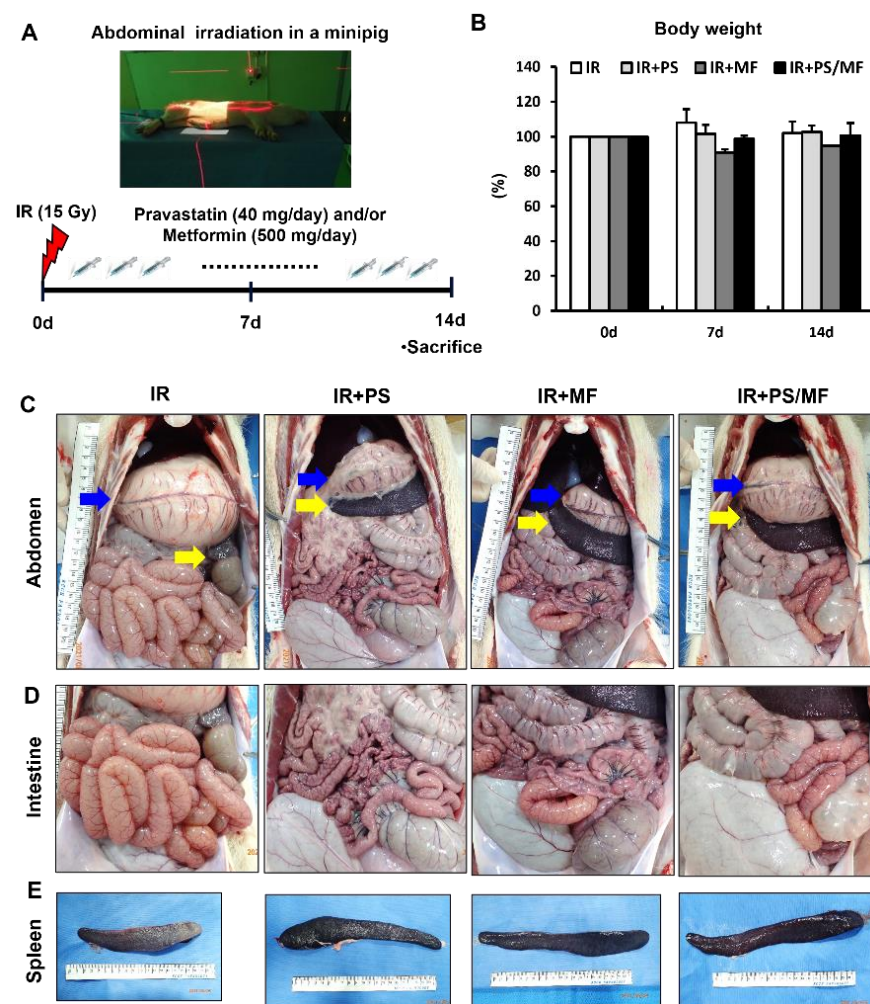 A
Abdominal irradiation in a minipig
IR (15 Gy)
Pravastatin (40 mg/day) and/or
Metformin (500 mg/day)
0d
7d
14d
•Sacrifice
B
Body weight
IR
IR+PS
IR+MF
IR+PS/MF
(%)
140
120
100
80
60
40
20
0
0d
7d
14d
C
IR
IR+PS
IR+MF
IR+PS/MF
Abdomen
D
Intestine
E
Spleen